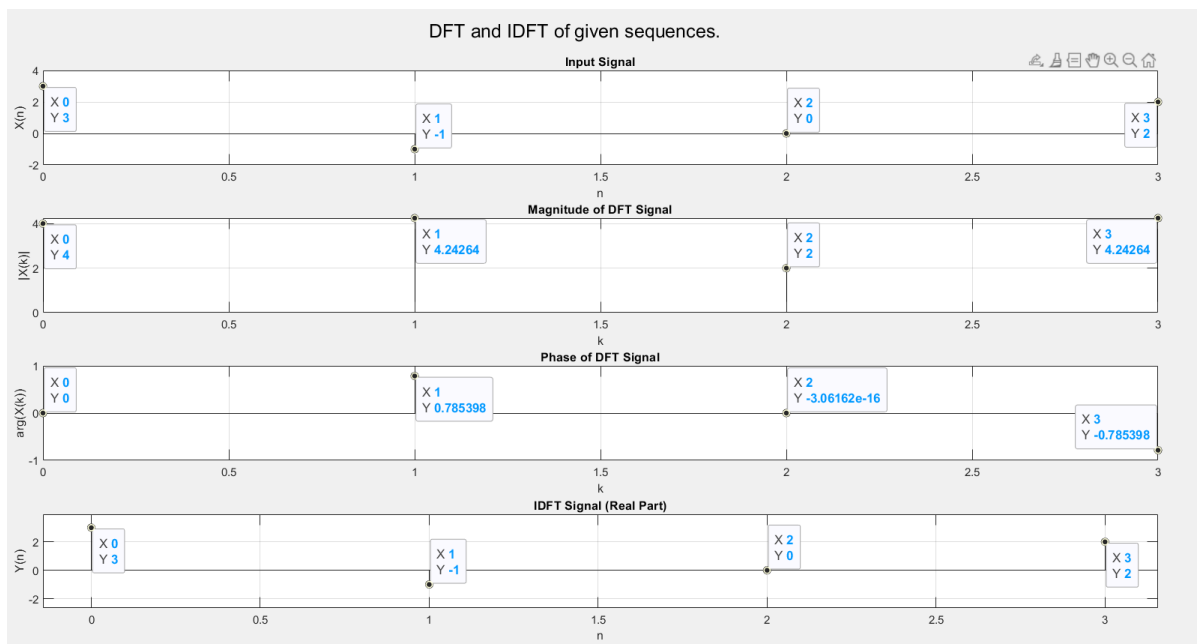 DFT and IDFT of given sequences.
Input Signal
X(n)
4
2
0
-2
X 0
Y 3
X 1
Y -1
X 2
Y 0
X 3
Y 2
0 0.5 1 1.5 2 2.5 3
n
Magnitude of DFT Signal
|X(k)|
4
2
0
X 0
Y 4
X 1
Y 4.24264
X 2
Y 2
X 3
Y 4.24264
0 0.5 1 1.5 2 2.5 3
k
Phase of DFT Signal
arg(X(k))
1
0
-1
X 0
Y 0
X 1
Y 0.785398
X 2
Y -3.06162e-16
X 3
Y -0.785398
0 0.5 1 1.5 2 2.5 3
k
IDFT Signal (Real Part)
Y(n)
2
0
-2
X 0
Y 3
X 1
Y -1
X 2
Y 0
X 3
Y 2
0 0.5 1 1.5 2 2.5 3
n